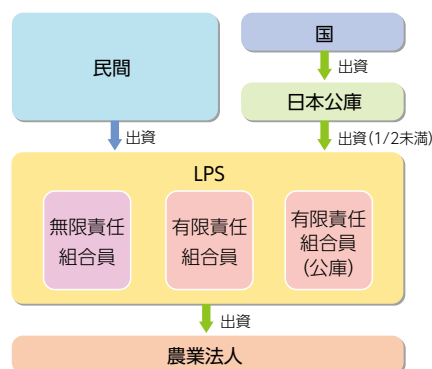 国
民間
出資
日本公庫
出資
出資(1/2未満)
LPS
無限責任
組合員
有限責任
組合員
有限責任
組合員
(公庫)
出資
農業法人